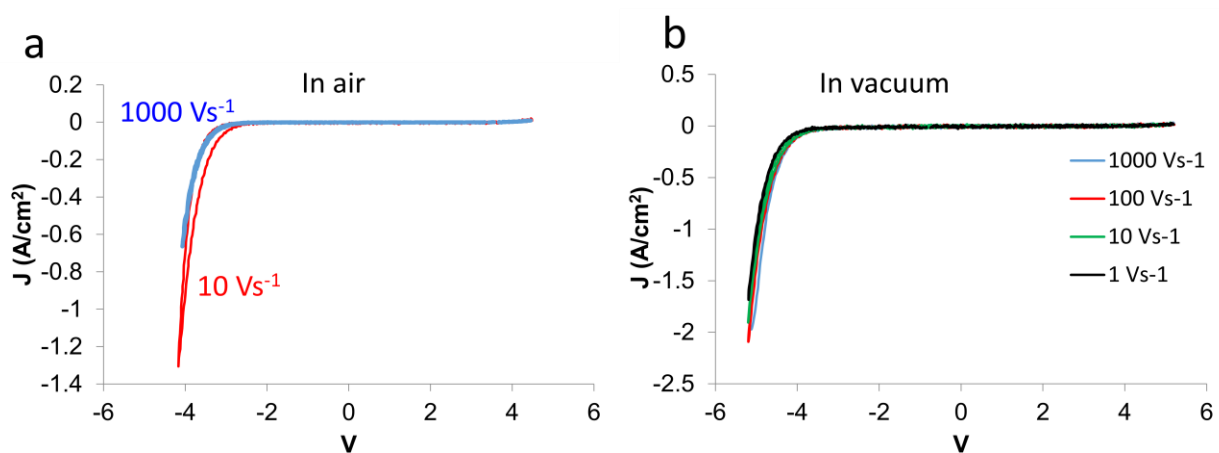 a
In air
1000 Vs-1
10 Vs-1
J (A/cm2)
0.2
0
-0.2
-0.4
-0.6
-0.8
-1
-1.2
-1.4
-6
-4
-2
0
2
4
6
V
b
In vacuum
J (A/cm2)
0.5
0
-0.5
-1
-1.5
-2
-2.5
-6
-4
-2
0
2
4
6
V
1000 Vs-1
100 Vs-1
10 Vs-1
1 Vs-1